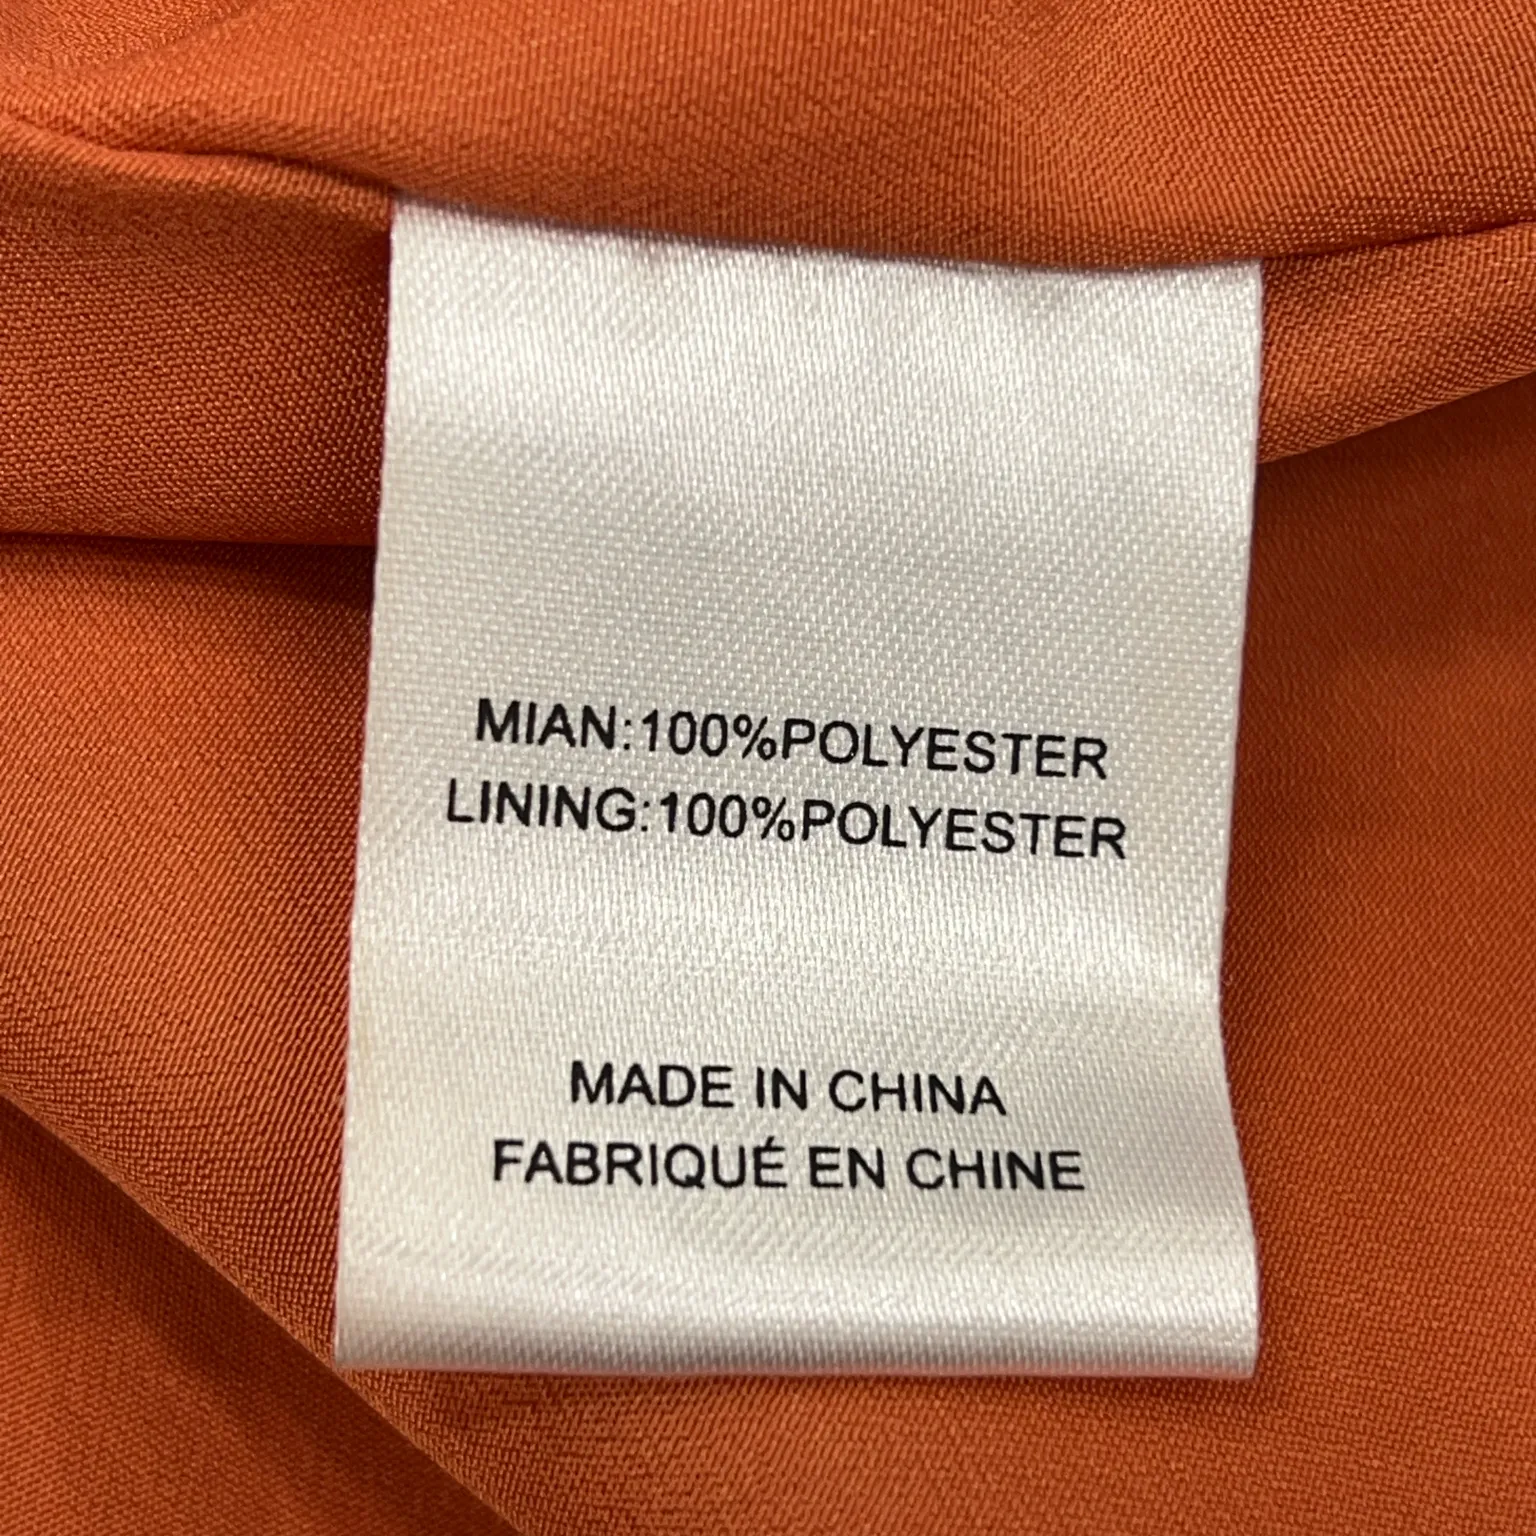 MIAN:100%POLYESTER
LINING:100%POLYESTER
MADE IN CHINA
FABRIQUÉ EN CHINE